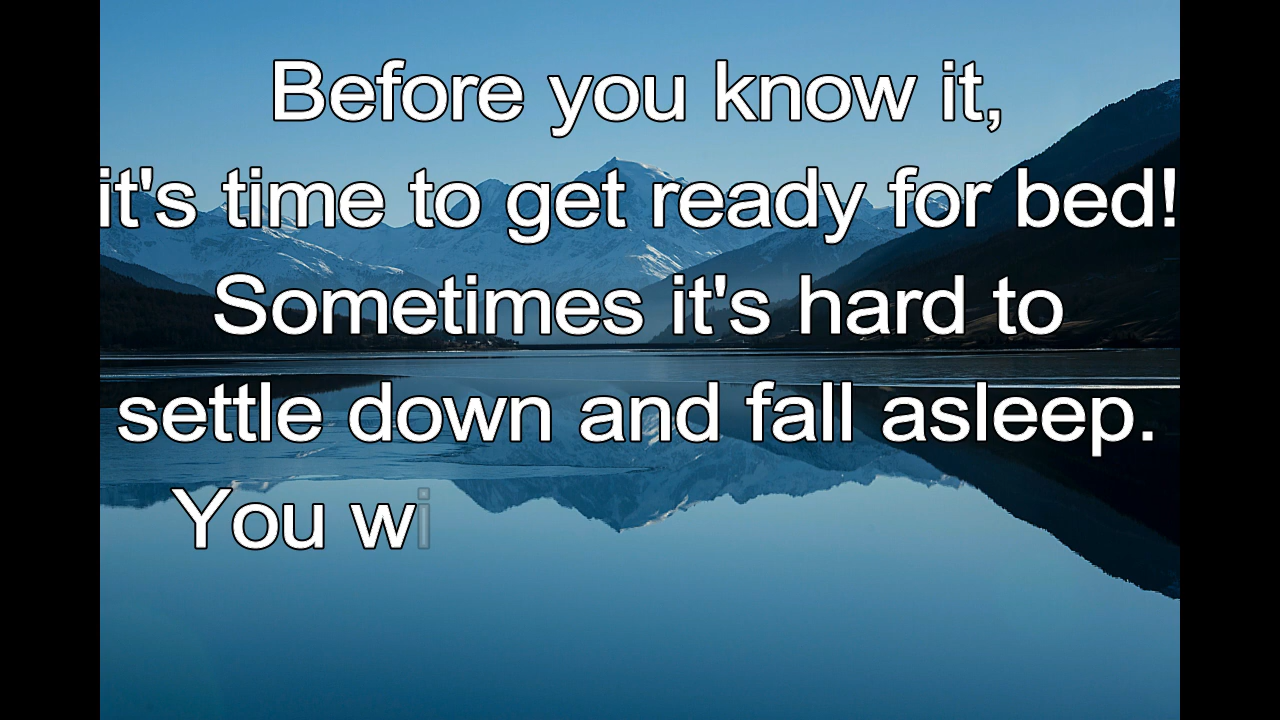 Before you know it,
it's time to get ready for bed!
Sometimes it's hard to
settle down and fall asleep.
You wi